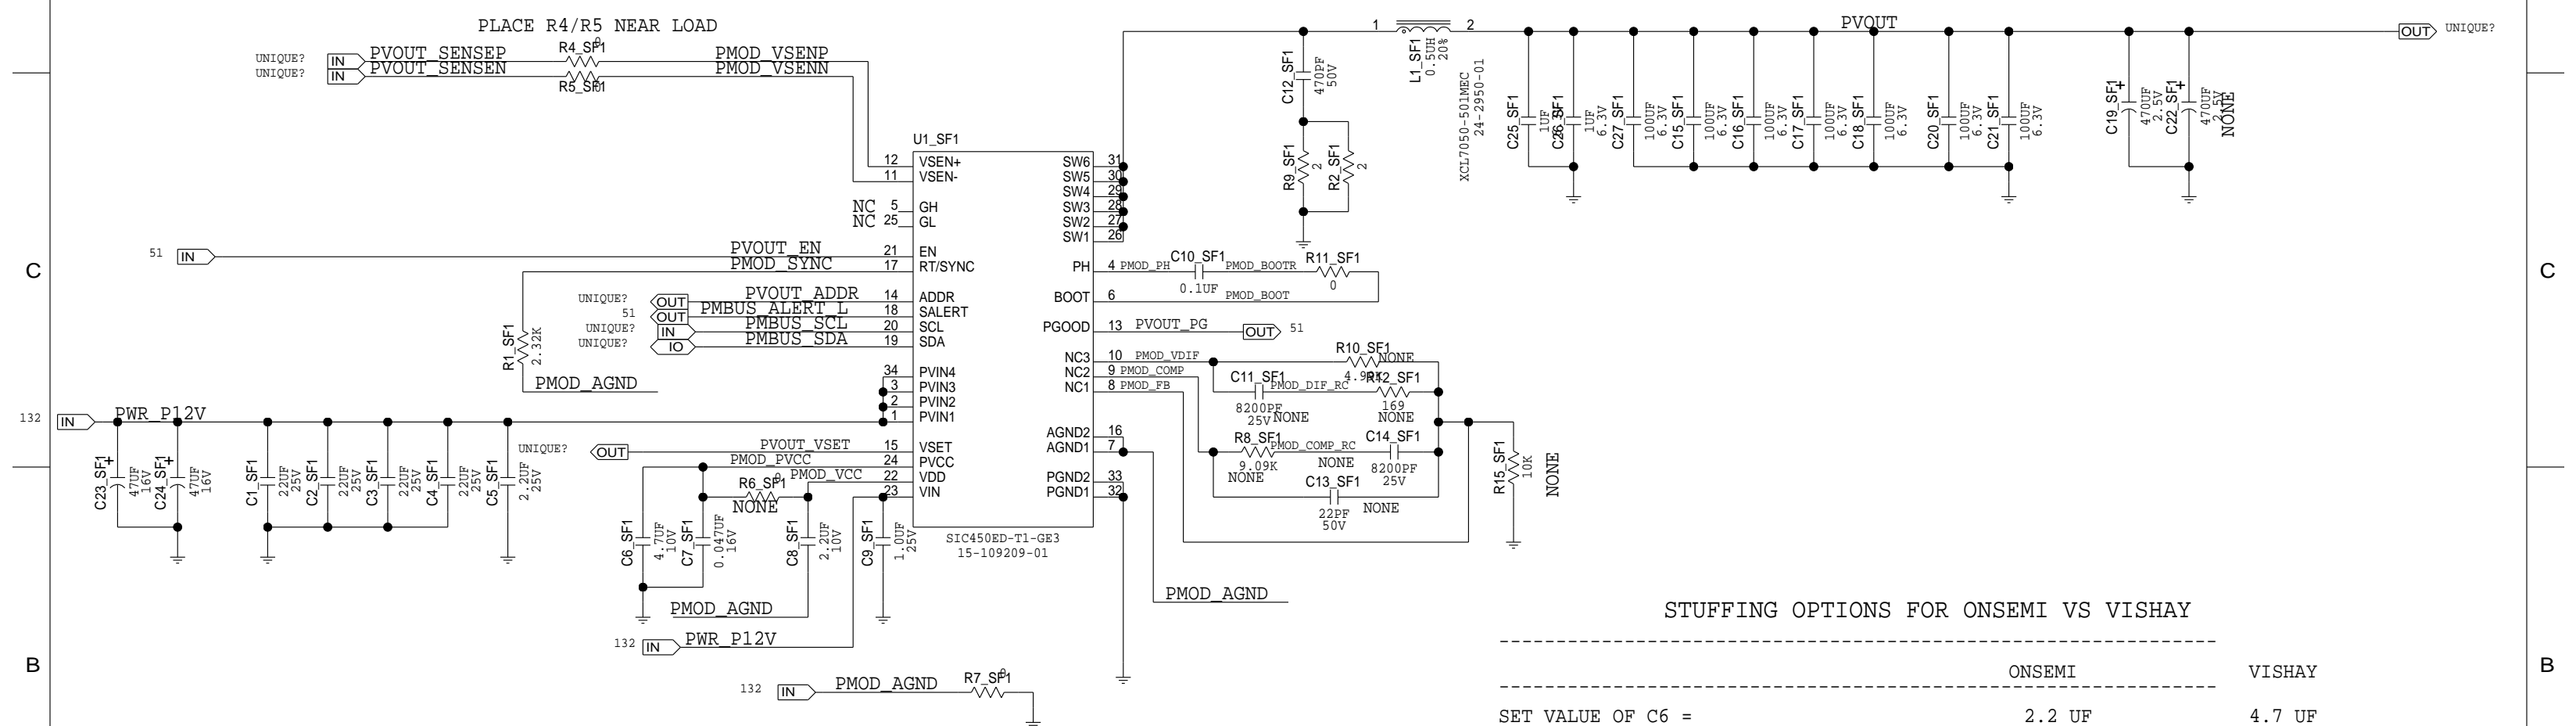 PLACE R4/R5 NEAR LOAD
UNIQUE? IN PVOUT_SENSEP R4_SF1 0 PMOD_VSENP
UNIQUE? IN PVOUT_SENSEN R5_SF1 0 PMOD_VSENN
U1_SF1
12 VSEN+
11 VSEN-
NC 5 GH
NC 25 GL
51 IN PVOUT_EN 21 EN
PMOD_SYNC 17 RT/SYNC
UNIQUE? OUT PVOUT_ADDR 14 ADDR
51 OUT PMBUS_ALERT_L 18 SALERT
UNIQUE? IN PMBUS_SCL 20 SCL
UNIQUE? IO PMBUS_SDA 19 SDA
R1_SF1 2.32K
PMOD_AGND
34 PVIN4
3 PVIN3
2 PVIN2
1 PVIN1
132 IN PWR_P12V
UNIQUE? OUT PVOUT_VSET 15 VSET
PMOD_PVCC 24 PVCC
PMOD_VCC 22 VDD
23 VIN
C23_SF1 + 47UF 16V
C24_SF1 + 47UF 16V
C1_SF1 22UF 25V
C2_SF1 22UF 25V
C3_SF1 22UF 25V
C4_SF1 22UF 25V
C5_SF1 2.2UF 25V
R6_SF1 0 NONE
C6_SF1 4.7UF 10V
C7_SF1 0.047UF 16V
C8_SF1 2.2UF 10V
C9_SF1 1.0UF 25V
PMOD_AGND
132 IN PWR_P12V
132 IN PMOD_AGND R7_SF1 0
SIC450ED-T1-GE3
15-109209-01
SW6 31
SW5 30
SW4 29
SW3 28
SW2 27
SW1 26
PH 4 PMOD_PH C10_SF1 0.1UF PMOD_BOOTR R11_SF1 0
BOOT 6 PMOD_BOOT
PGOOD 13 PVOUT_PG OUT 51
NC3 10 PMOD_VDIF
NC2 9 PMOD_COMP
NC1 8 PMOD_FB
AGND2 16
AGND1 7
PGND2 33
PGND1 32
PMOD_AGND
R10_SF1 NONE
C11_SF1 8200PF 25V NONE
PMOD_DIF_RC
R12_SF1 169 NONE
R8_SF1 9.09K NONE
PMOD_COMP_RC
C14_SF1 8200PF 25V NONE
C13_SF1 22PF 50V NONE
R15_SF1 10K NONE
C12_SF1 470PF 50V
R9_SF1 2
R2_SF1 2
1 2
L1_SF1 0.5UH 20%
XCL7050-501MEC
24-2950-01
PVOUT
OUT UNIQUE?
C25_SF1 1UF
C26_SF1 1UF 6.3V
C27_SF1 100UF 6.3V
C15_SF1 100UF 6.3V
C16_SF1 100UF 6.3V
C17_SF1 100UF 6.3V
C18_SF1 100UF 6.3V
C20_SF1 100UF 6.3V
C21_SF1 100UF 6.3V
C19_SF1 + 470UF 2.5V
C22_SF1 + 470UF 2.5V NONE
C C
B B
STUFFING OPTIONS FOR ONSEMI VS VISHAY
------------------------------------------------
ONSEMI VISHAY
------------------------------------------------
SET VALUE OF C6 = 2.2 UF 4.7 UF